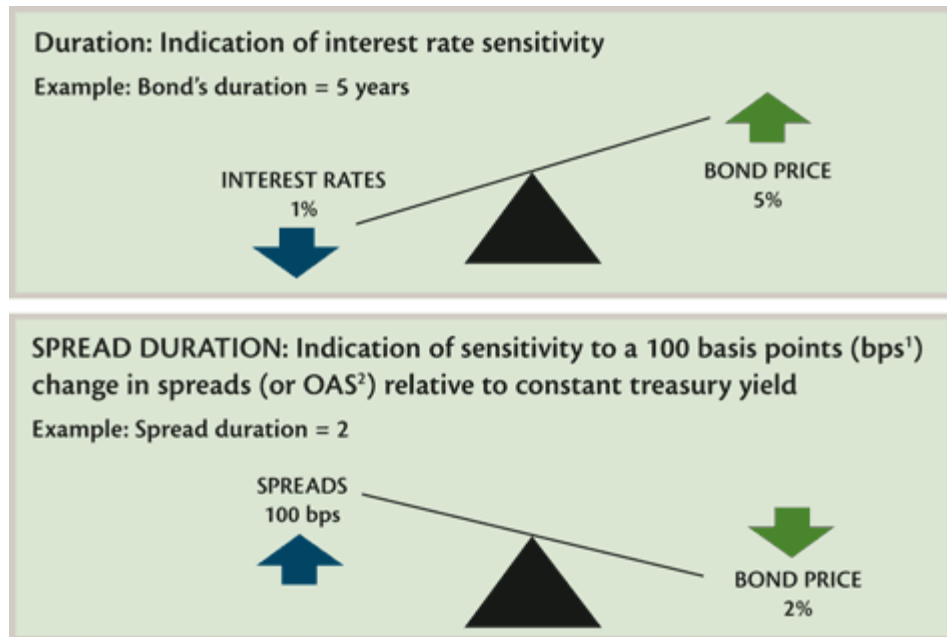 Duration: Indication of interest rate sensitivity
Example: Bond's duration = 5 years
INTEREST RATES
1%
BOND PRICE
5%
SPREAD DURATION: Indication of sensitivity to a 100 basis points (bps¹)
change in spreads (or OAS²) relative to constant treasury yield
Example: Spread duration = 2
SPREADS
100 bps
BOND PRICE
2%